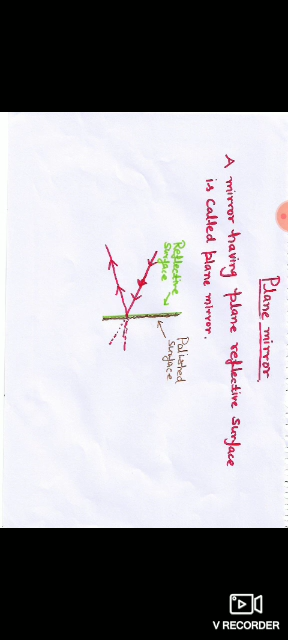 Plane mirror
A mirror having plane reflective surface
is called plane mirror.
Reflective
surface
Polished
surface
V RECORDER